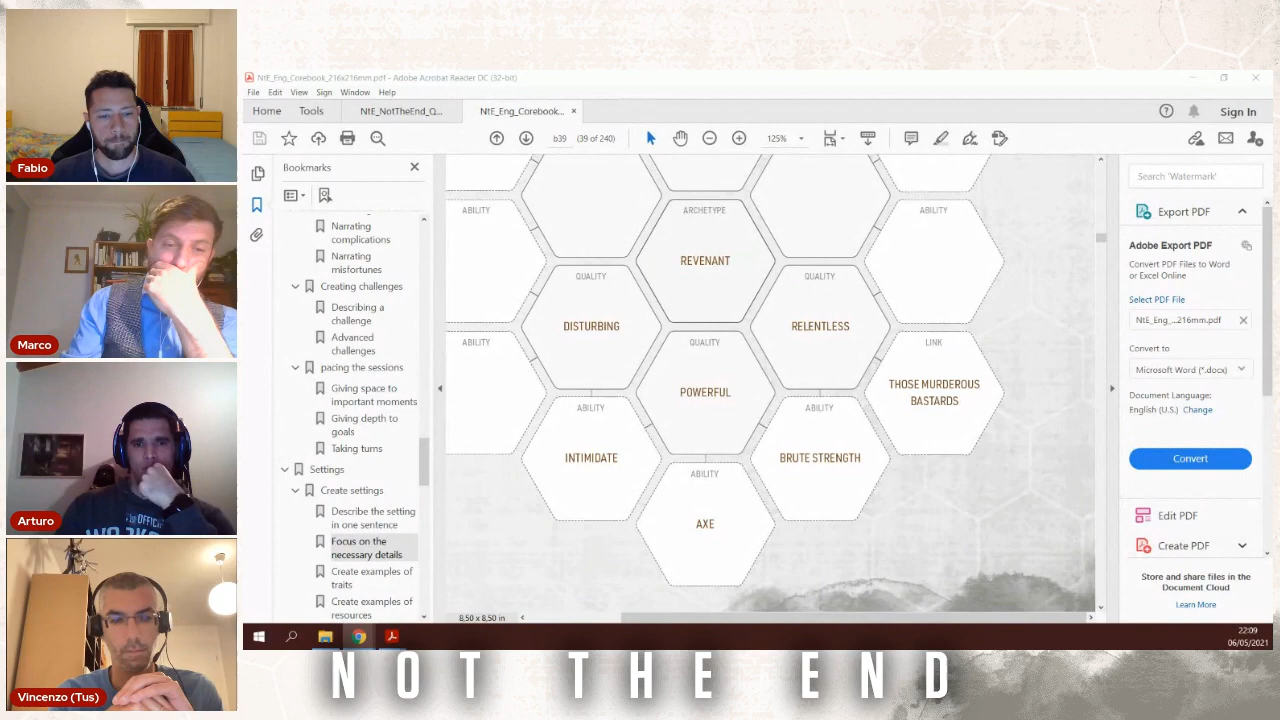 Fabio
Marco
Arturo
Vincenzo (Tus)
NtE_Eng_Corebook_216x216mm.pdf - Adobe Acrobat Reader DC (32-bit)
File Edit View Sign Window Help
Home Tools NtE_NotTheEnd_Q... NtE_Eng_Corebook... × Sign In
b39 (39 of 240) 125%
Bookmarks
Narrating
complications
Narrating
misfortunes
Creating challenges
Describing a
challenge
Advanced
challenges
pacing the sessions
Giving space to
important moments
Giving depth to
goals
Taking turns
Settings
Create settings
Describe the setting
in one sentence
Focus on the
necessary details
Create examples of
traits
Create examples of
resources
ABILITY
ARCHETYPE
REVENANT
ABILITY
QUALITY
DISTURBING
QUALITY
RELENTLESS
ABILITY
QUALITY
POWERFUL
LINK
THOSE MURDEROUS
BASTARDS
ABILITY
INTIMIDATE
ABILITY
BRUTE STRENGTH
ABILITY
AXE
8,50 x 8,50 in
Search 'Watermark'
Export PDF
Adobe Export PDF
Convert PDF Files to Word
or Excel Online
Select PDF File
NtE_Eng_...216mm.pdf
Convert to
Microsoft Word (*.docx)
Document Language:
English (U.S.) Change
Convert
Edit PDF
Create PDF
Store and share files in the
Document Cloud
Learn More
22:09
06/05/2021
NOT THE END